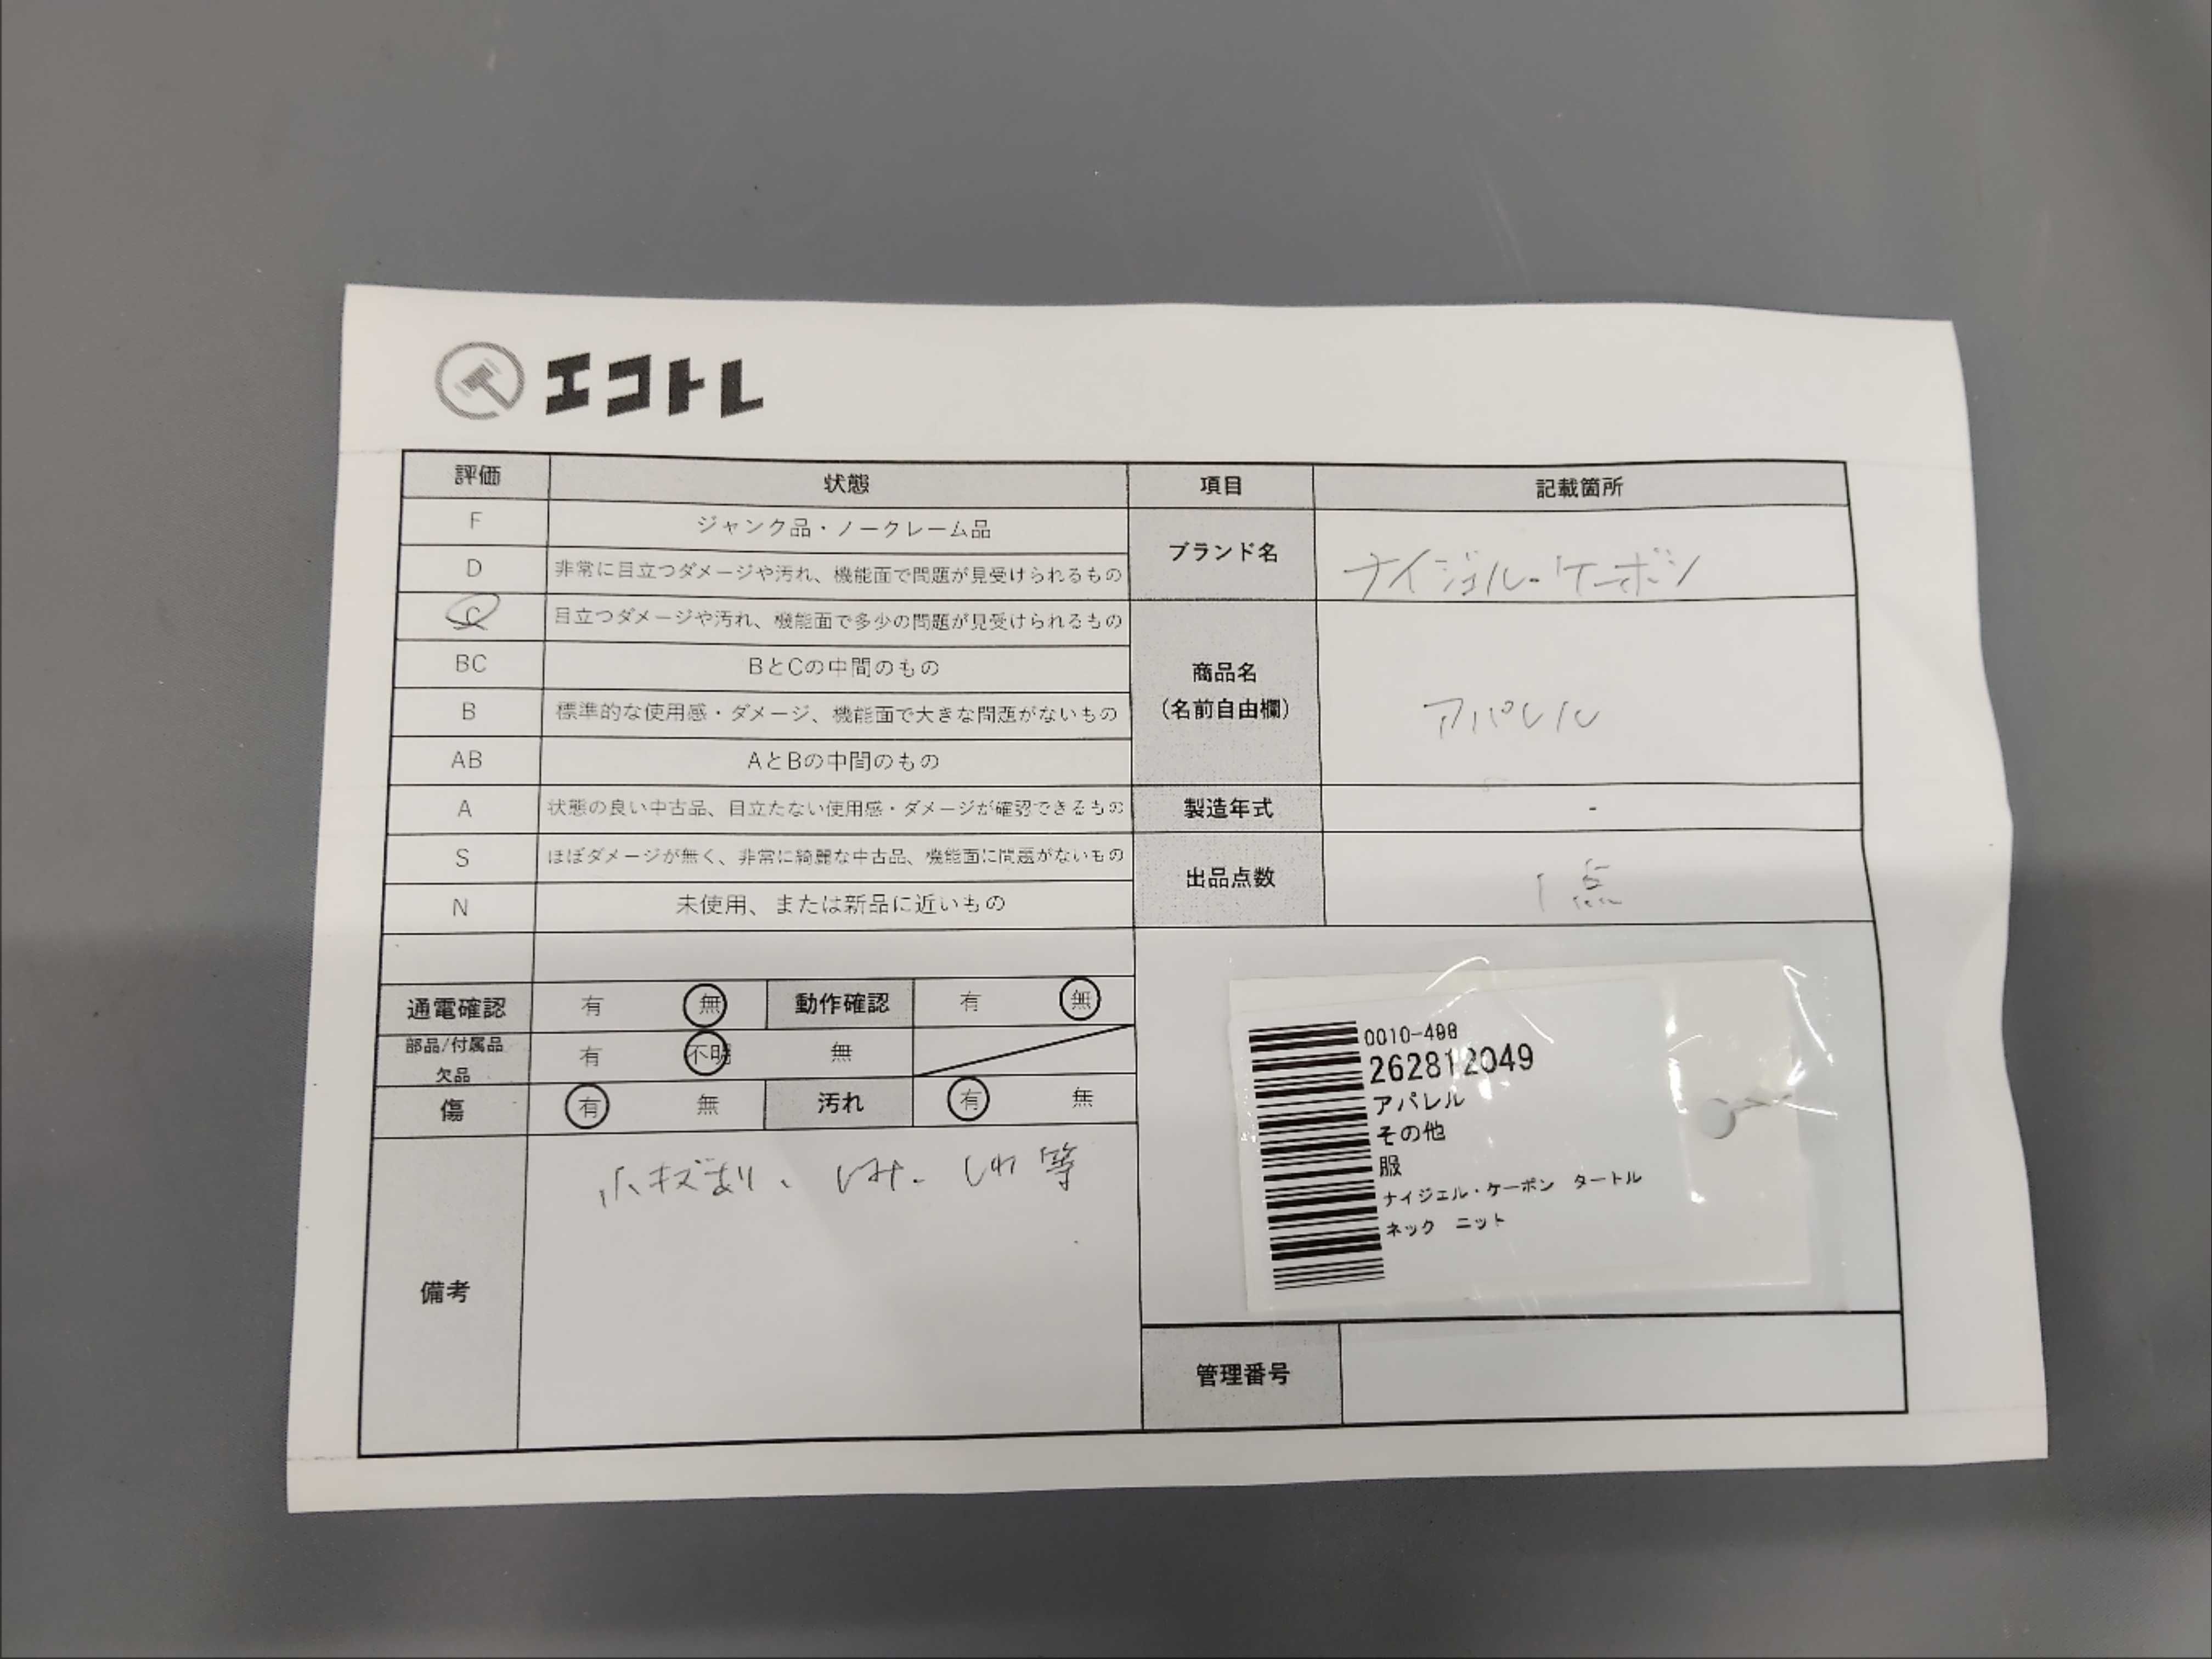 エコトレ
評価 状態 項目 記載箇所
F ジャンク品・ノークレーム品
D 非常に目立つダメージや汚れ、機能面で問題が見受けられるもの
ブランド名 ナイジェル・ケーボン
C 目立つダメージや汚れ、機能面で多少の問題が見受けられるもの
BC BとCの中間のもの
商品名
(名前自由欄) アパレル
B 標準的な使用感・ダメージ、機能面で大きな問題がないもの
AB AとBの中間のもの
A 状態の良い中古品、目立たない使用感・ダメージが確認できるもの
製造年式 -
S ほぼダメージが無く、非常に綺麗な中古品、機能面に問題がないもの
出品点数 1点
N 未使用、または新品に近いもの
通電確認 有 無 動作確認 有 無
部品/付属品
欠品 有 不明 無
傷 有 無 汚れ 有 無
備考 小キズあり、しみ、しわ等
262812049
アパレル
その他
服
ナイジェル・ケーボン タートル
ネック ニット
管理番号